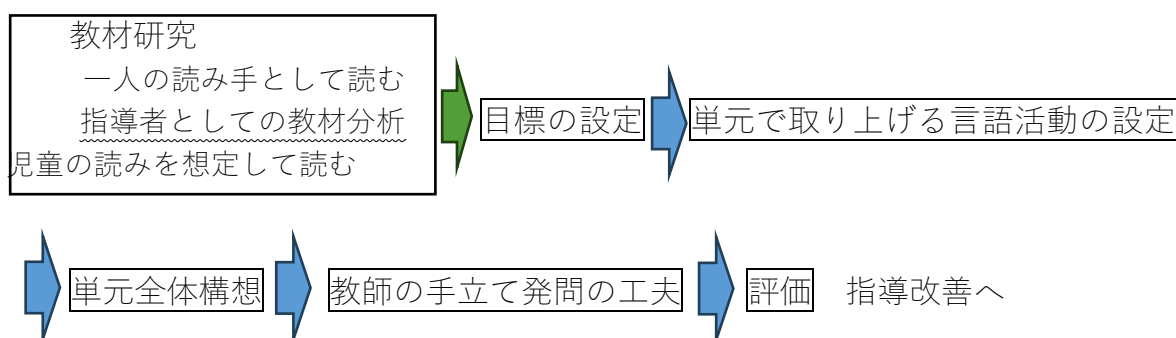 教材研究
一人の読み手として読む
指導者としての教材分析
児童の読みを想定して読む
目標の設定
単元で取り上げる言語活動の設定
単元全体構想
教師の手立て発問の工夫
評価 指導改善へ